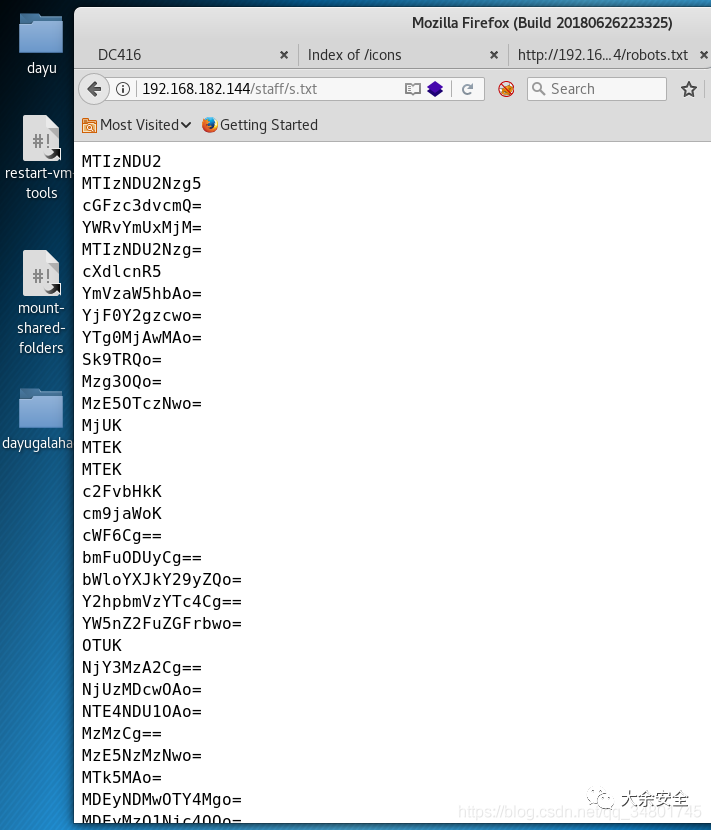 dayu
restart-vm-
tools
mount-
shared-
folders
dayugalaha
Mozilla Firefox (Build 20180626223325)
DC416
Index of /icons
http://192.16...4/robots.txt
192.168.182.144/staff/s.txt
Search
Most Visited
Getting Started
MTIzNDU2
MTIzNDU2Nzg5
cGFzc3dvcmQ=
YWRvYmUxMjM=
MTIzNDU2Nzg=
cXdlcnR5
YmVzaW5hbAo=
YjF0Y2gzcwo=
YTg0MjAwMAo=
Sk9TRQo=
Mzg3OQo=
MzE5OTczNwo=
MjUK
MTEK
MTEK
c2FvbHkK
cm9jaWoK
cWF6Cg==
bmFuODUyCg==
bWloYXJkY29yZQo=
Y2hpbmVzYTc4Cg==
YW5nZ2FuZGFrbwo=
OTUK
NjY3MzA2Cg==
NjUzMDcwOAo=
NTE4NDU1OAo=
MzMzCg==
MzE5NzMzNwo=
MTk5MAo=
MDEyNDMwOTY4Mgo=
大余安全
https://blog.csdn.net/qq_34801745